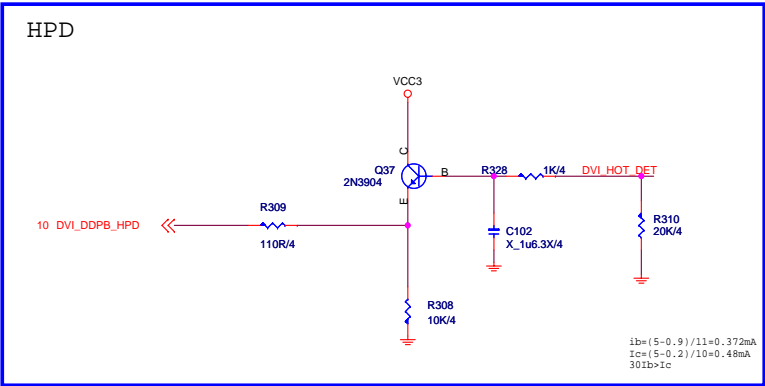 HPD
VCC3
C
Q37
2N3904
B
E
R328
1K/4
DVI_HOT_DET
R309
110R/4
10 DVI_DDPB_HPD
C102
X_1u6.3X/4
R310
20K/4
R308
10K/4
ib=(5-0.9)/11=0.372mA
Ic=(5-0.2)/10=0.48mA
30Ib>Ic